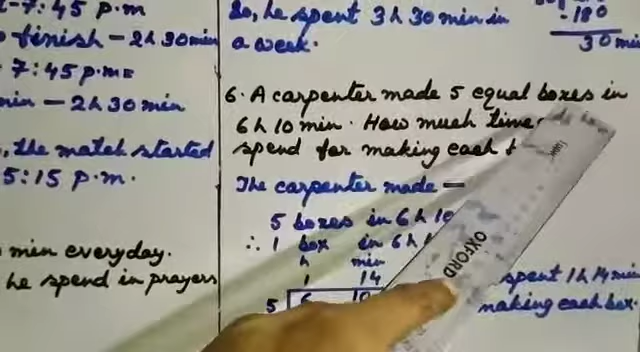 -7:45 p.m
finish - 2h 30min
7:45 p.m =
min - 2h 30 min
, the match started
5:15 p.m.
min everyday.
he spend in prayers
So, he spent 3h 30 min in
a week.
- 180
30 min
6. A carpenter made 5 equal boxes in
6h 10 min. How much time
spend for making each
The carpenter made -
5 boxes in 6h 10
∴ 1 box in 6h
h min
1 14
5 6 10
spent 1h 14 min
making each box.
OXFORD